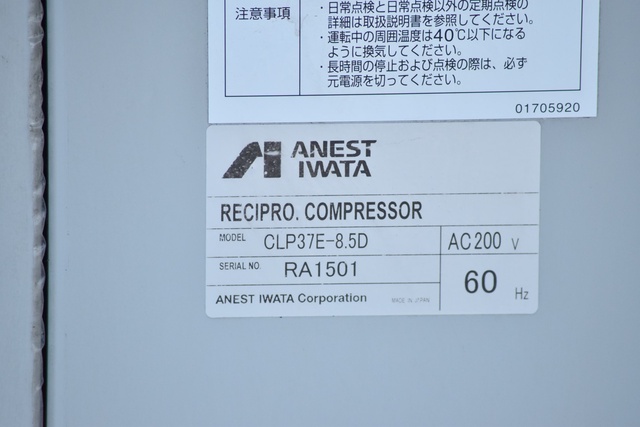 ・日常点検と日常点検以外の定期点検の
注意事項
詳細は取扱説明書を参照してください。
・運転中の周囲温度は40℃以下になる
ように換気してください。
・長時間の停止および点検の際は、必ず
元電源を切ってください。
01705920
ANEST
IWATA
RECIPRO. COMPRESSOR
MODEL CLP37E-8.5D AC200 V
SERIAL NO. RA1501
60 Hz
ANEST IWATA Corporation MADE IN JAPAN